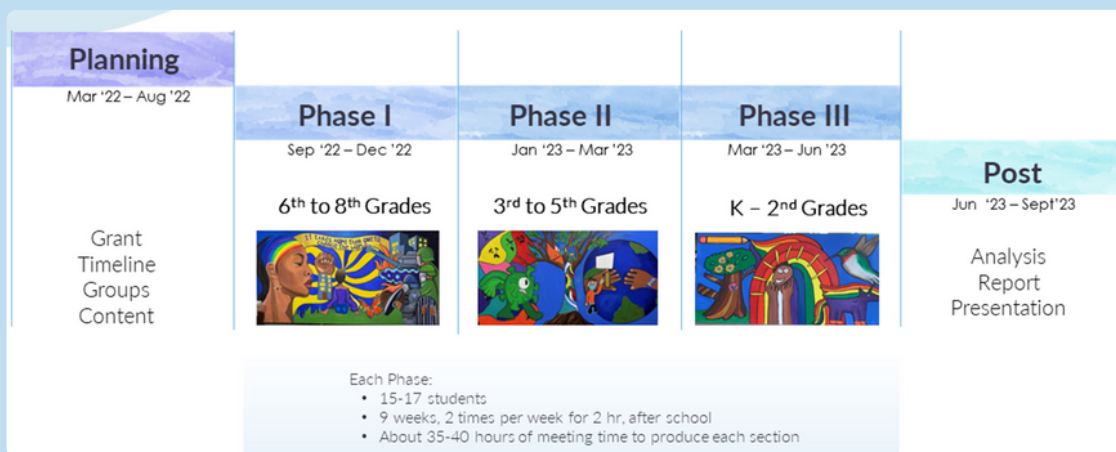 Planning
Mar ‘22 – Aug ’22
Grant
Timeline
Groups
Content
Phase I
Sep ‘22 – Dec ’22
6th to 8th Grades
Phase II
Jan ‘23 – Mar’23
3rd to 5th Grades
Phase III
Mar’23 – Jun ’23
K – 2nd Grades
Post
Jun ‘23 – Sept’23
Analysis
Report
Presentation
Each Phase:
• 15-17 students
• 9 weeks, 2 times per week for 2 hr, after school
• About 35-40 hours of meeting time to produce each section